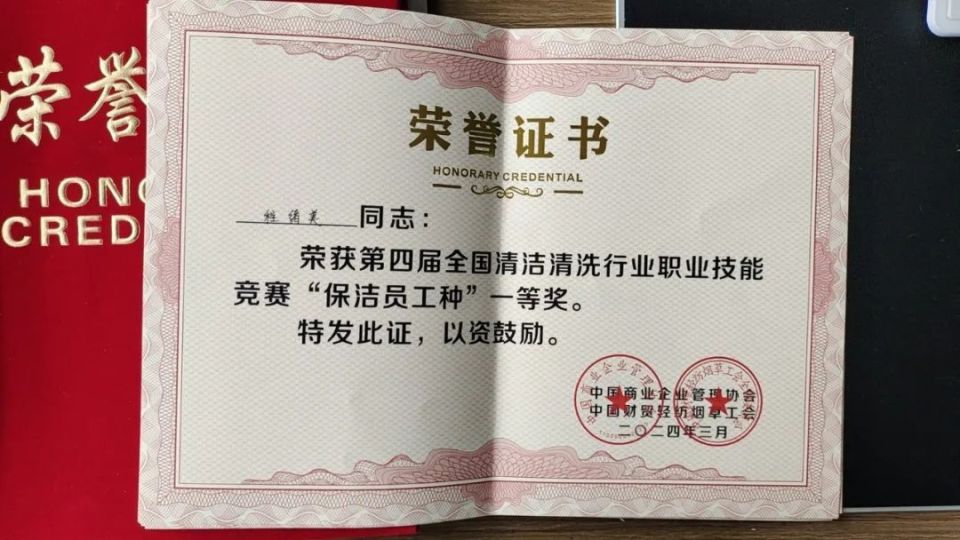 荣誉
HONO
CRED
荣誉证书
HONORARY CREDENTIAL
同志：
荣获第四届全国清洁清洗行业职业技能
竞赛“保洁员工种”一等奖。
特发此证，以资鼓励。
中国商业企业管理协会
中国财贸轻纺烟草工会
二〇二四年三月